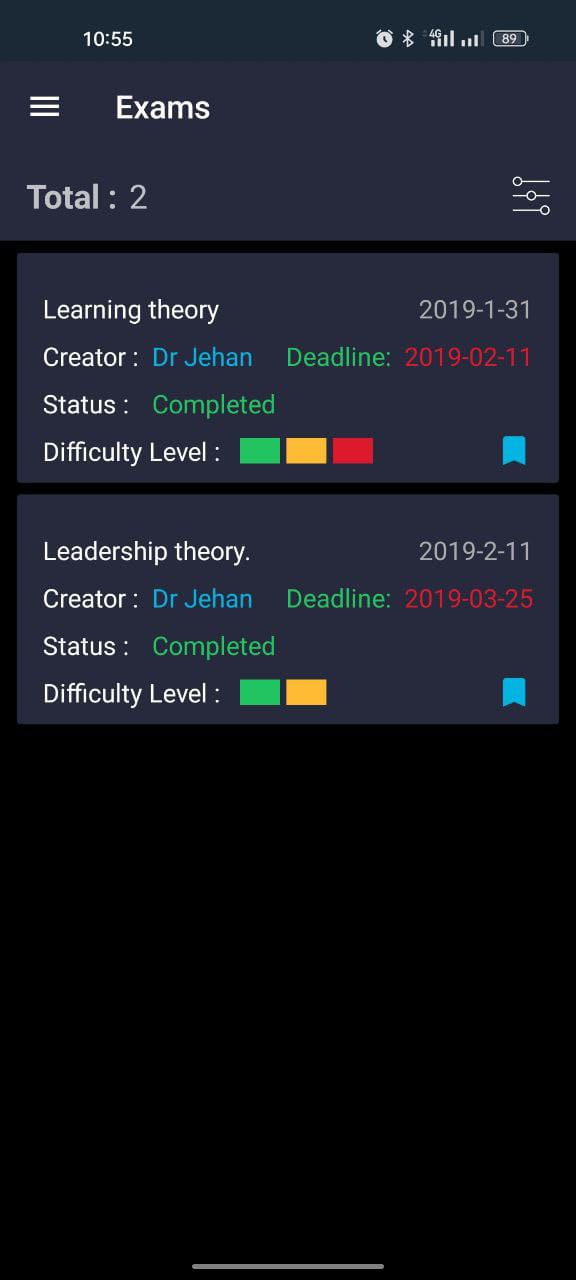 10:55
4G
89
Exams
Total : 2
Learning theory 2019-1-31
Creator : Dr Jehan Deadline: 2019-02-11
Status : Completed
Difficulty Level :
Leadership theory. 2019-2-11
Creator : Dr Jehan Deadline: 2019-03-25
Status : Completed
Difficulty Level :